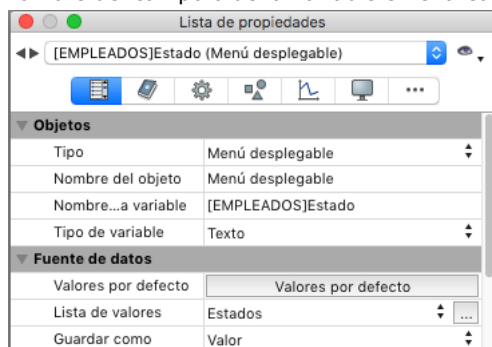 Lista de propiedades
[EMPLEADOS]Estado (Menú desplegable)
Objetos
Tipo Menú desplegable
Nombre del objeto Menú desplegable
Nombre...a variable [EMPLEADOS]Estado
Tipo de variable Texto
Fuente de datos
Valores por defecto Valores por defecto
Lista de valores Estados ...
Guardar como Valor